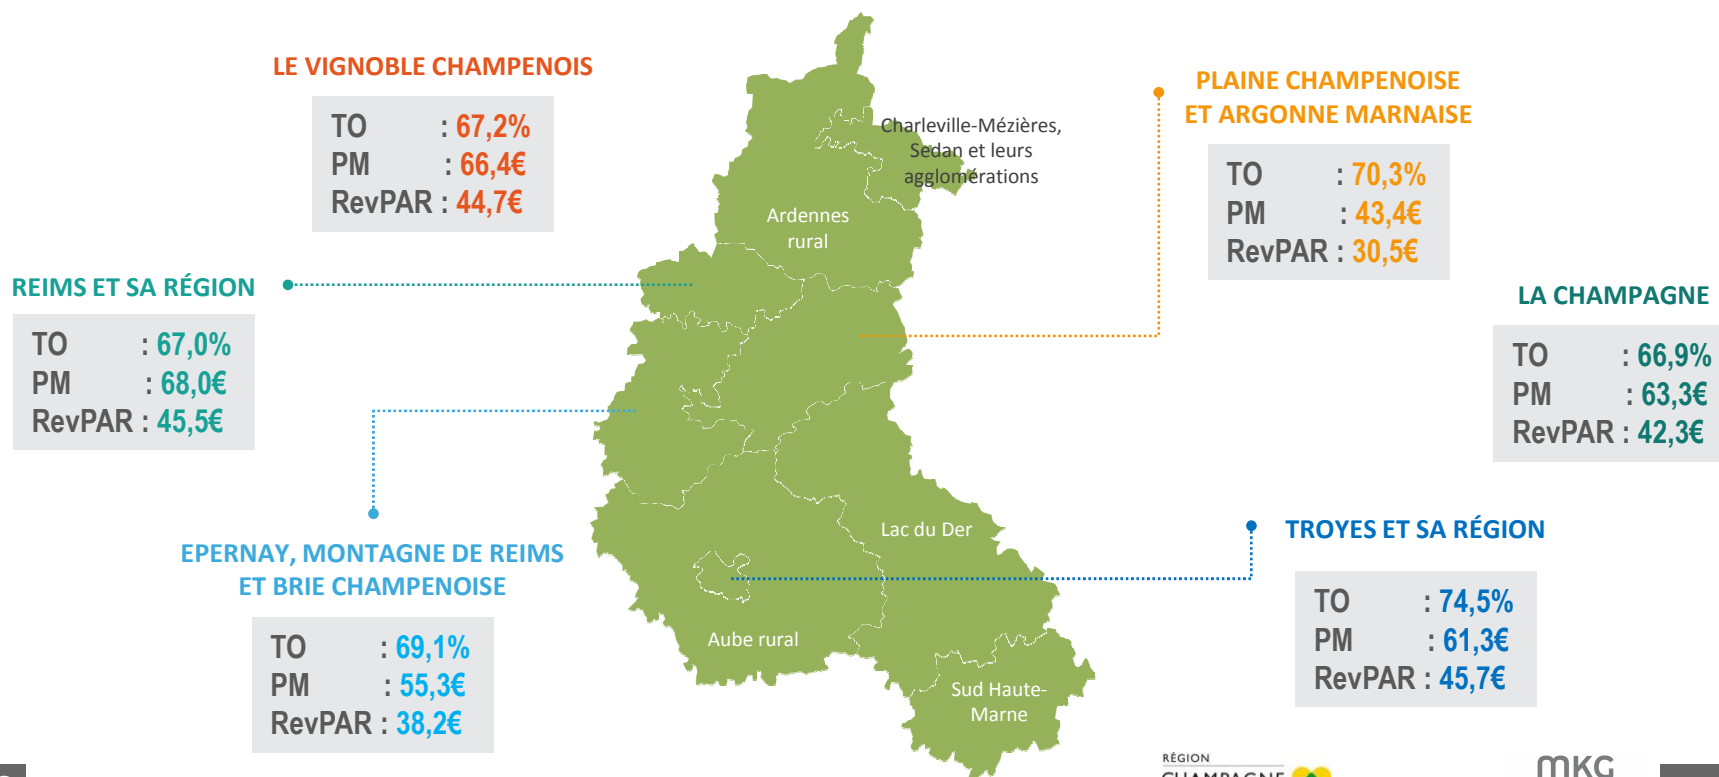 LE VIGNOBLE CHAMPENOIS
TO : 67,2%
PM : 66,4€
RevPAR : 44,7€
PLAINE CHAMPENOISE
ET ARGONNE MARNAISE
TO : 70,3%
PM : 43,4€
RevPAR : 30,5€
Charleville-Mézières,
Sedan et leurs
agglomérations
Ardennes
rural
REIMS ET SA RÉGION
TO : 67,0%
PM : 68,0€
RevPAR : 45,5€
LA CHAMPAGNE
TO : 66,9%
PM : 63,3€
RevPAR : 42,3€
EPERNAY, MONTAGNE DE REIMS
ET BRIE CHAMPENOISE
TO : 69,1%
PM : 55,3€
RevPAR : 38,2€
Lac du Der
TROYES ET SA RÉGION
TO : 74,5%
PM : 61,3€
RevPAR : 45,7€
Aube rural
Sud Haute-
Marne
RÉGION
CHAMPAGNE
MKG